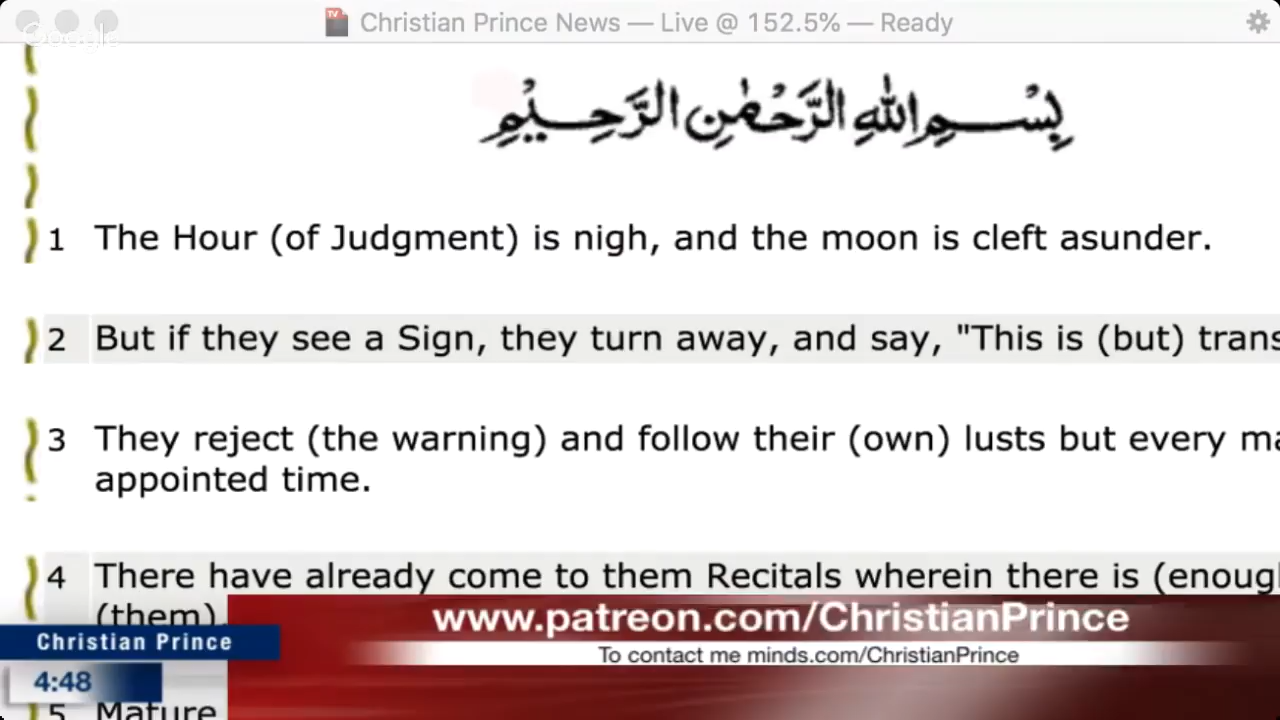 Christian Prince News — Live @ 152.5% — Ready
Google
بِسْمِ اللهِ الرَّحْمٰنِ الرَّحِيْمِ
1 The Hour (of Judgment) is nigh, and the moon is cleft asunder.
2 But if they see a Sign, they turn away, and say, "This is (but) trans
3 They reject (the warning) and follow their (own) lusts but every ma
appointed time.
4 There have already come to them Recitals wherein there is (enoug
(them).
www.patreon.com/ChristianPrince
Christian Prince
To contact me minds.com/ChristianPrince
4:48
5 Mature